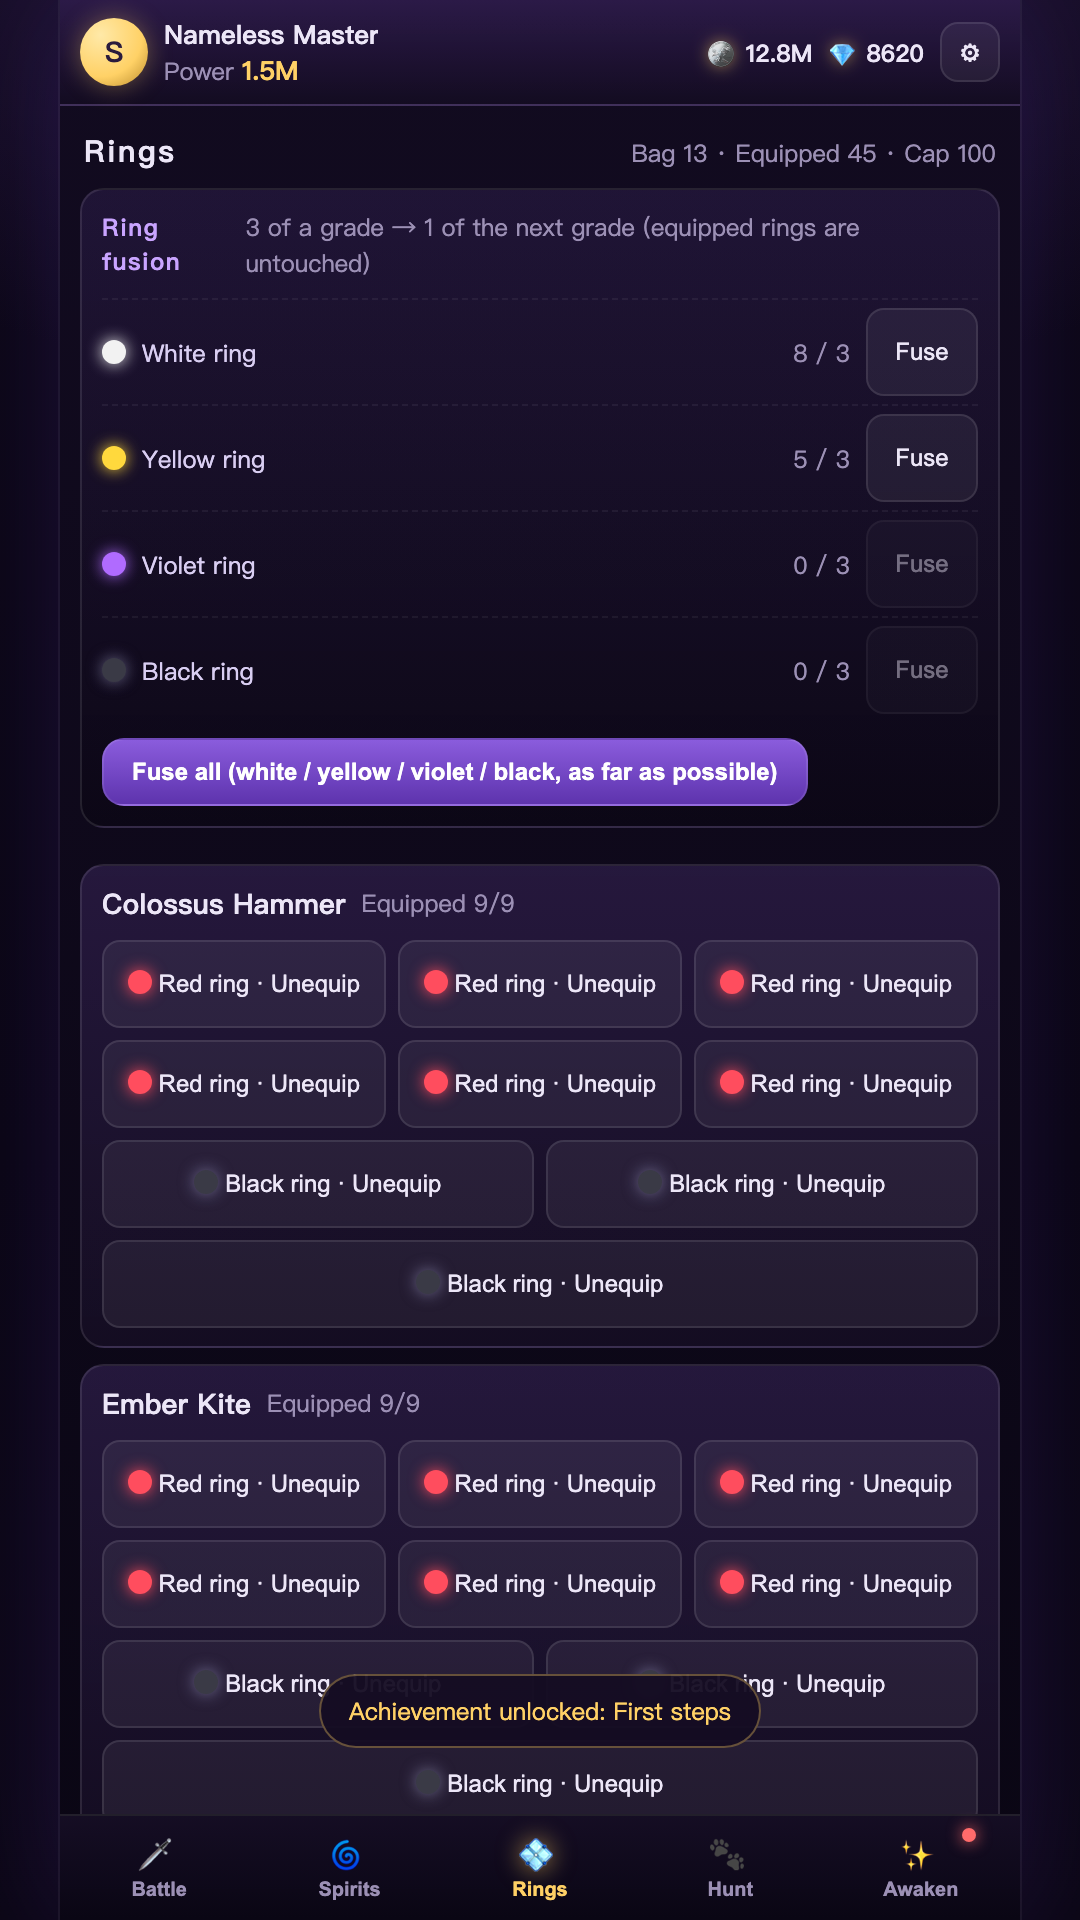 S
Nameless Master
Power 1.5M
12.8M
8620
Rings
Bag 13 · Equipped 45 · Cap 100
Ring fusion
3 of a grade → 1 of the next grade (equipped rings are untouched)
White ring
8 / 3
Fuse
Yellow ring
5 / 3
Fuse
Violet ring
0 / 3
Fuse
Black ring
0 / 3
Fuse
Fuse all (white / yellow / violet / black, as far as possible)
Colossus Hammer Equipped 9/9
Red ring · Unequip
Red ring · Unequip
Red ring · Unequip
Red ring · Unequip
Red ring · Unequip
Red ring · Unequip
Black ring · Unequip
Black ring · Unequip
Black ring · Unequip
Ember Kite Equipped 9/9
Red ring · Unequip
Red ring · Unequip
Red ring · Unequip
Red ring · Unequip
Red ring · Unequip
Red ring · Unequip
Black ring · Unequip
Black ring · Unequip
Achievement unlocked: First steps
Black ring · Unequip
Battle
Spirits
Rings
Hunt
Awaken